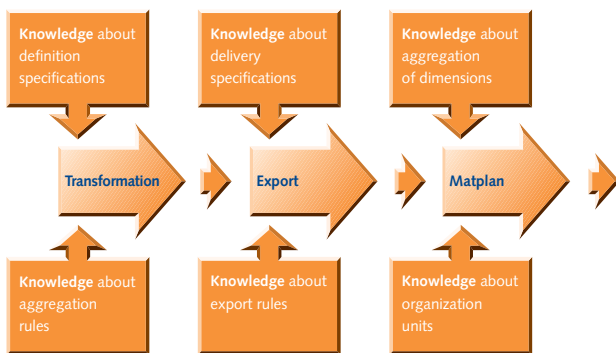 Knowledge about
definition
specifications
Knowledge about
delivery
specifications
Knowledge about
aggregation
of dimensions
Transformation
Export
Matplan
Knowledge about
aggregation
rules
Knowledge about
export rules
Knowledge about
organization
units